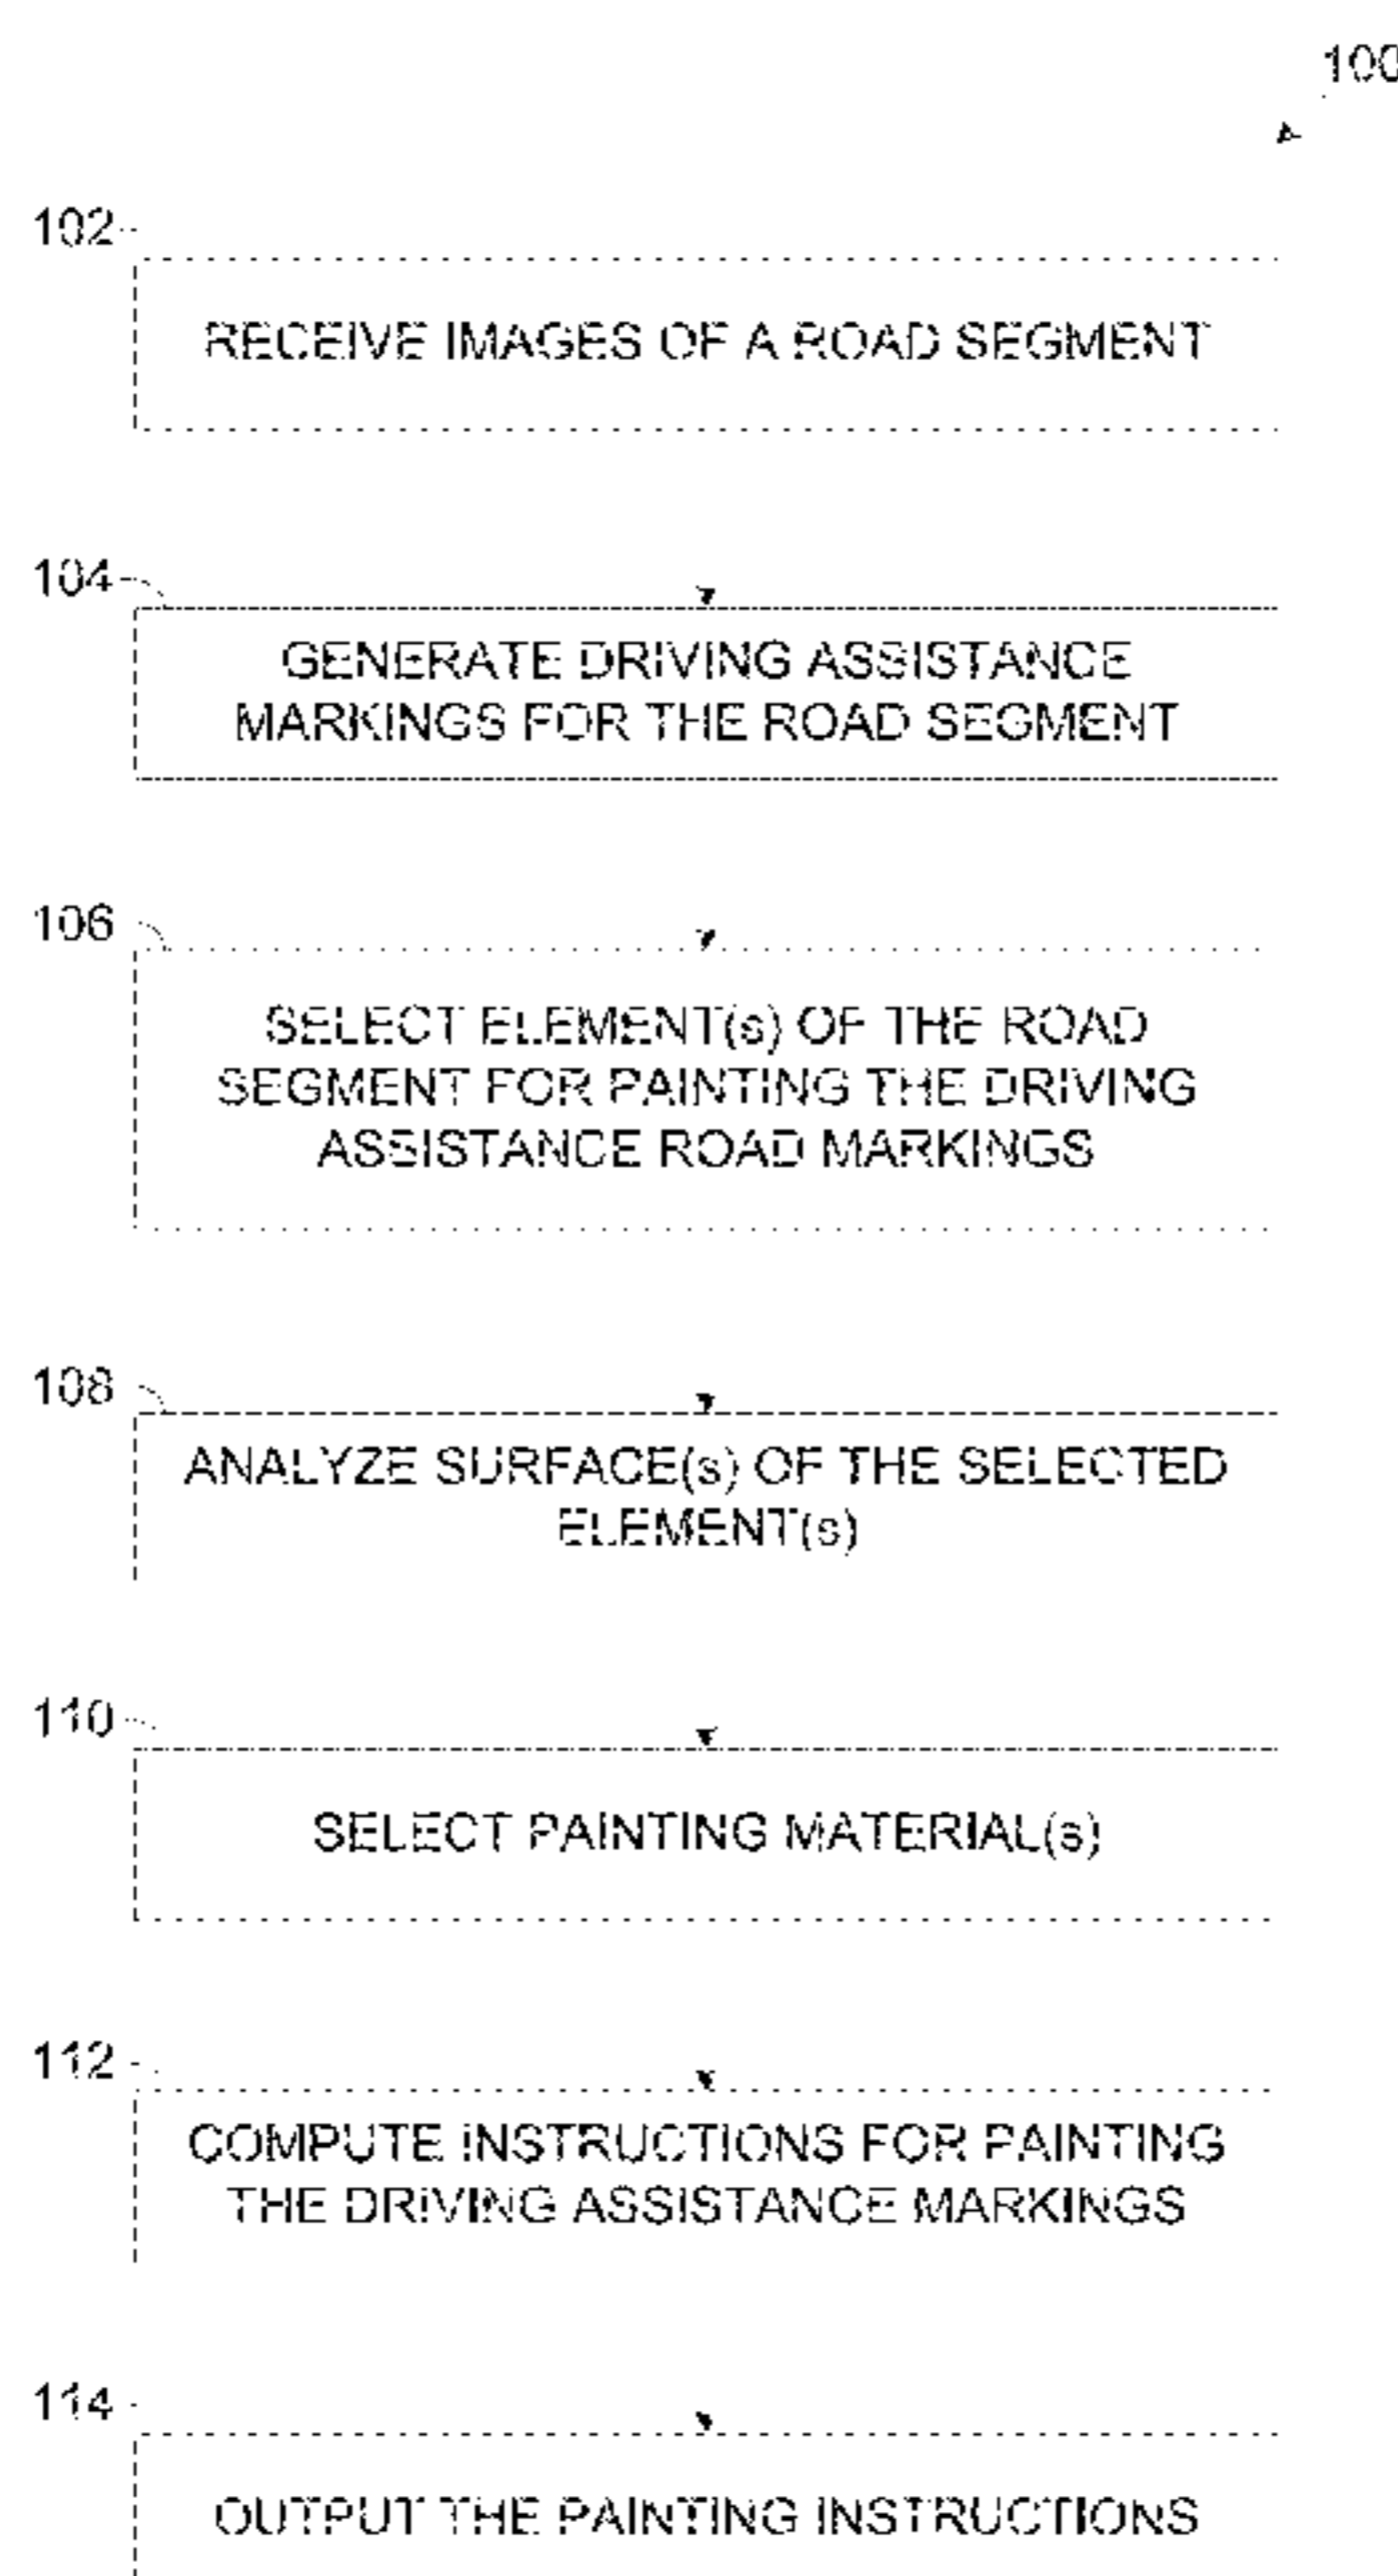 100
102
RECEIVE IMAGES OF A ROAD SEGMENT
104
GENERATE DRIVING ASSISTANCE
MARKINGS FOR THE ROAD SEGMENT
106
SELECT ELEMENT(s) OF THE ROAD
SEGMENT FOR PAINTING THE DRIVING
ASSISTANCE ROAD MARKINGS
108
ANALYZE SURFACE(s) OF THE SELECTED
ELEMENT(s)
110
SELECT PAINTING MATERIAL(s)
112
COMPUTE INSTRUCTIONS FOR PAINTING
THE DRIVING ASSISTANCE MARKINGS
114
OUTPUT THE PAINTING INSTRUCTIONS